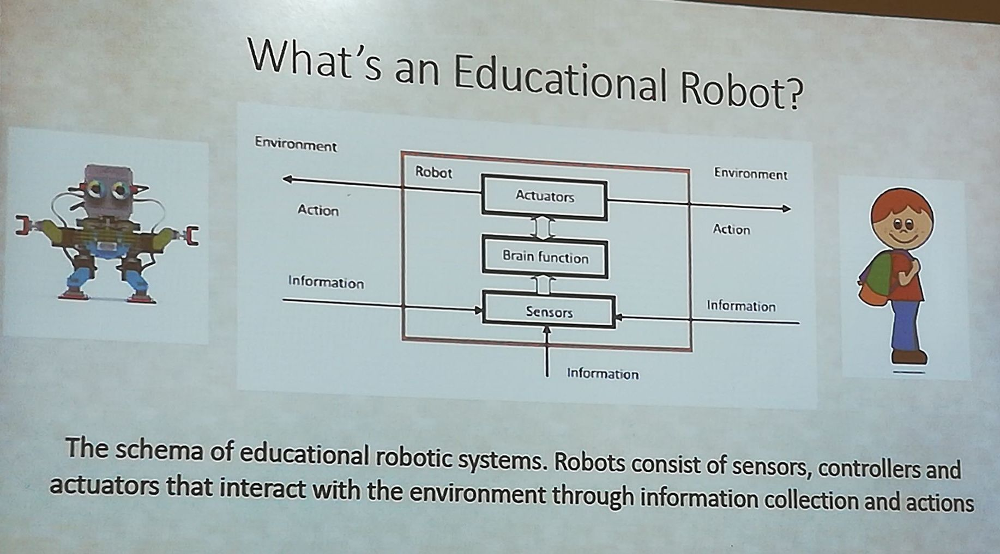 What's an Educational Robot?
Environment
Robot
Environment
Actuators
Action
Action
Brain function
Information
Information
Sensors
Information
The schema of educational robotic systems. Robots consist of sensors, controllers and
actuators that interact with the environment through information collection and actions